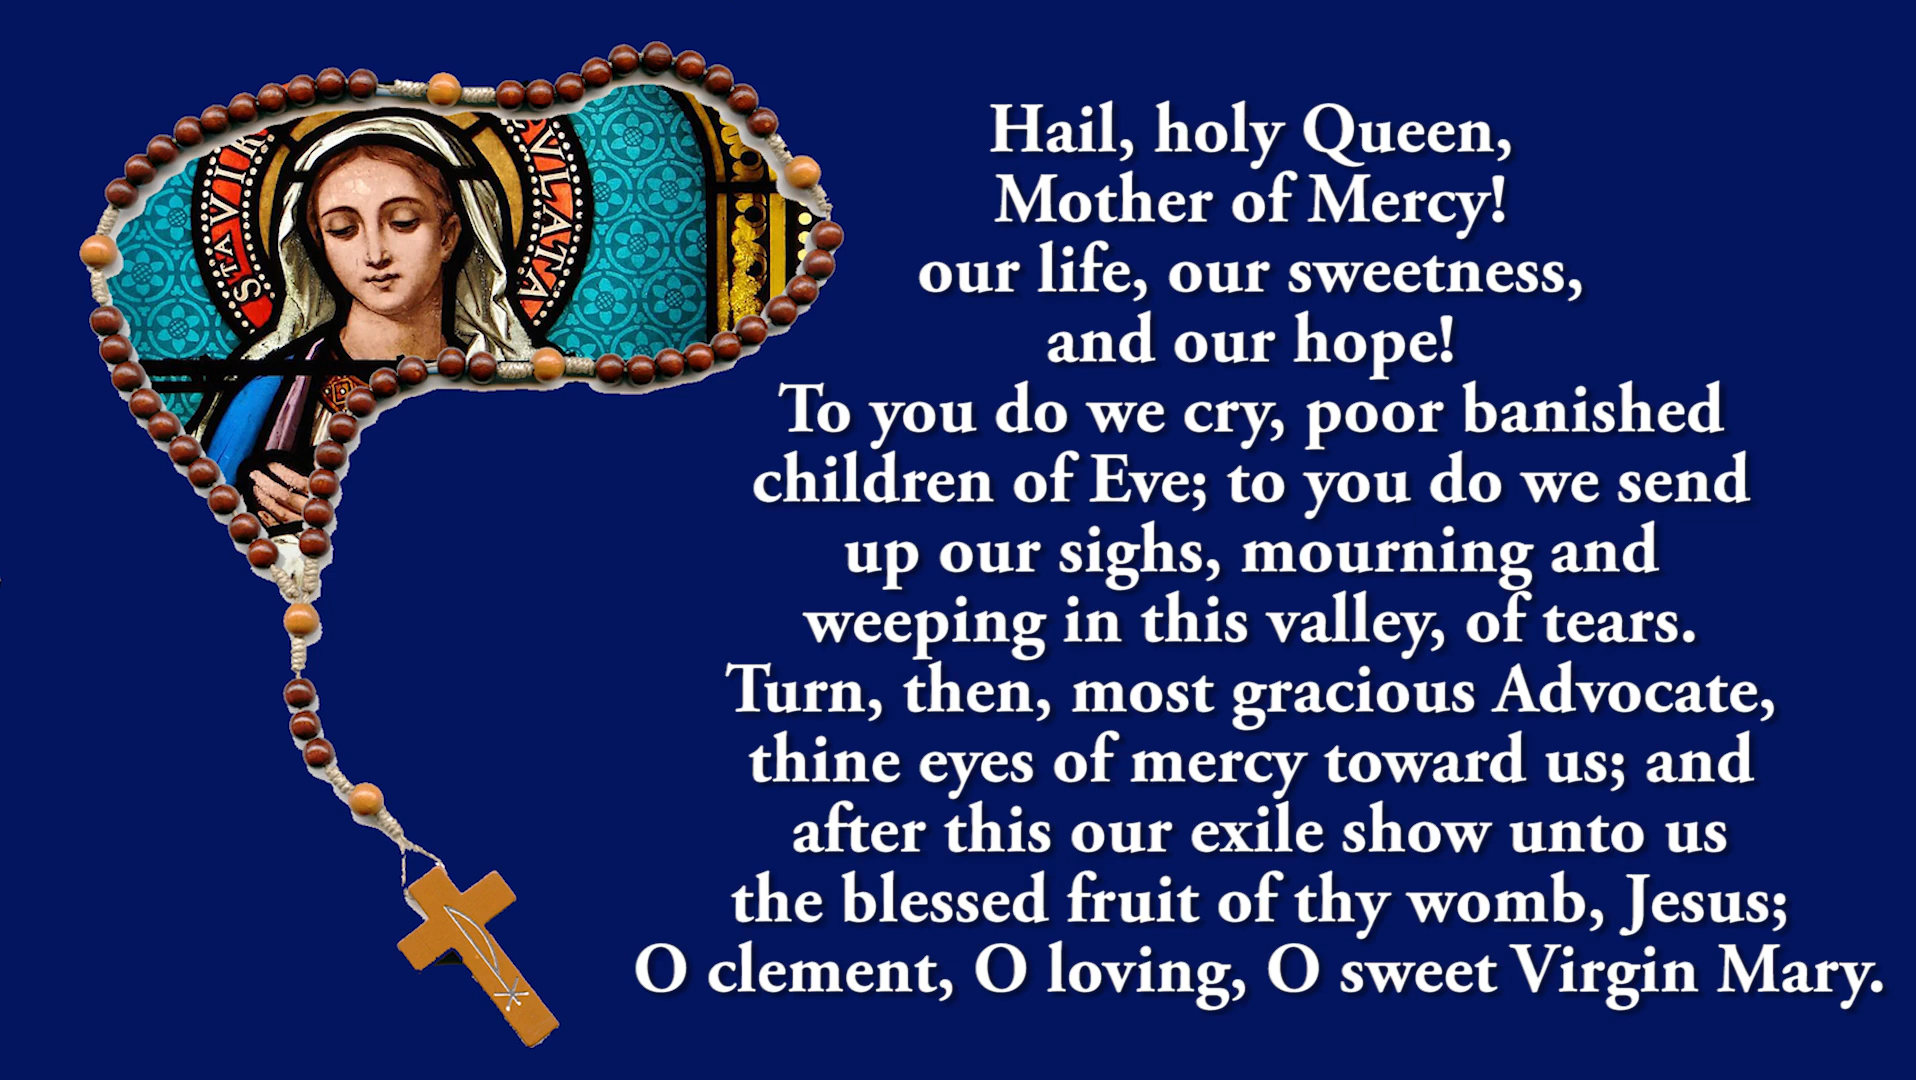 STA VIR
ULATA
Hail, holy Queen,
Mother of Mercy!
our life, our sweetness,
and our hope!
To you do we cry, poor banished
children of Eve; to you do we send
up our sighs, mourning and
weeping in this valley, of tears.
Turn, then, most gracious Advocate,
thine eyes of mercy toward us; and
after this our exile show unto us
the blessed fruit of thy womb, Jesus;
O clement, O loving, O sweet Virgin Mary.